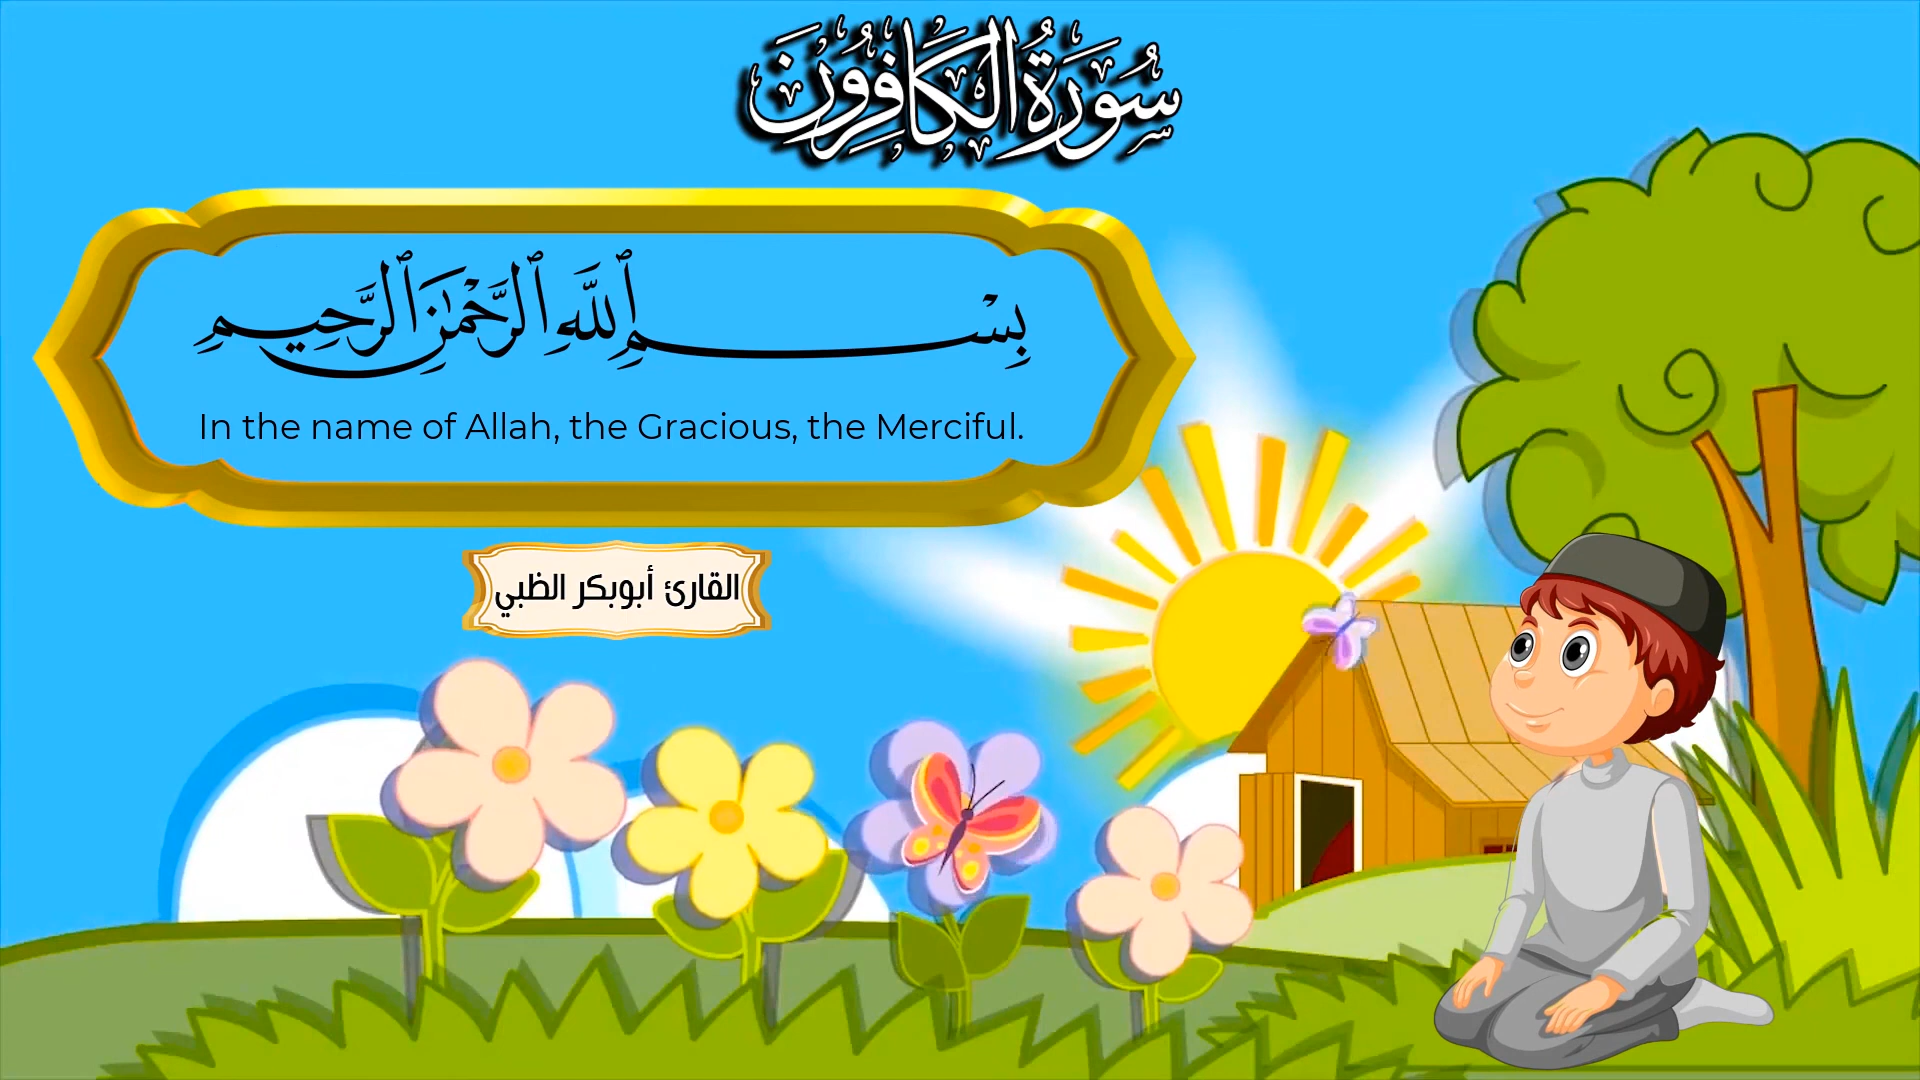 سُورَةُ الكَافِرُونَ
بِسْمِ ٱللَّهِ ٱلرَّحْمَٰنِ ٱلرَّحِيمِ
In the name of Allah, the Gracious, the Merciful.
القارئ أبوبكر الظبي